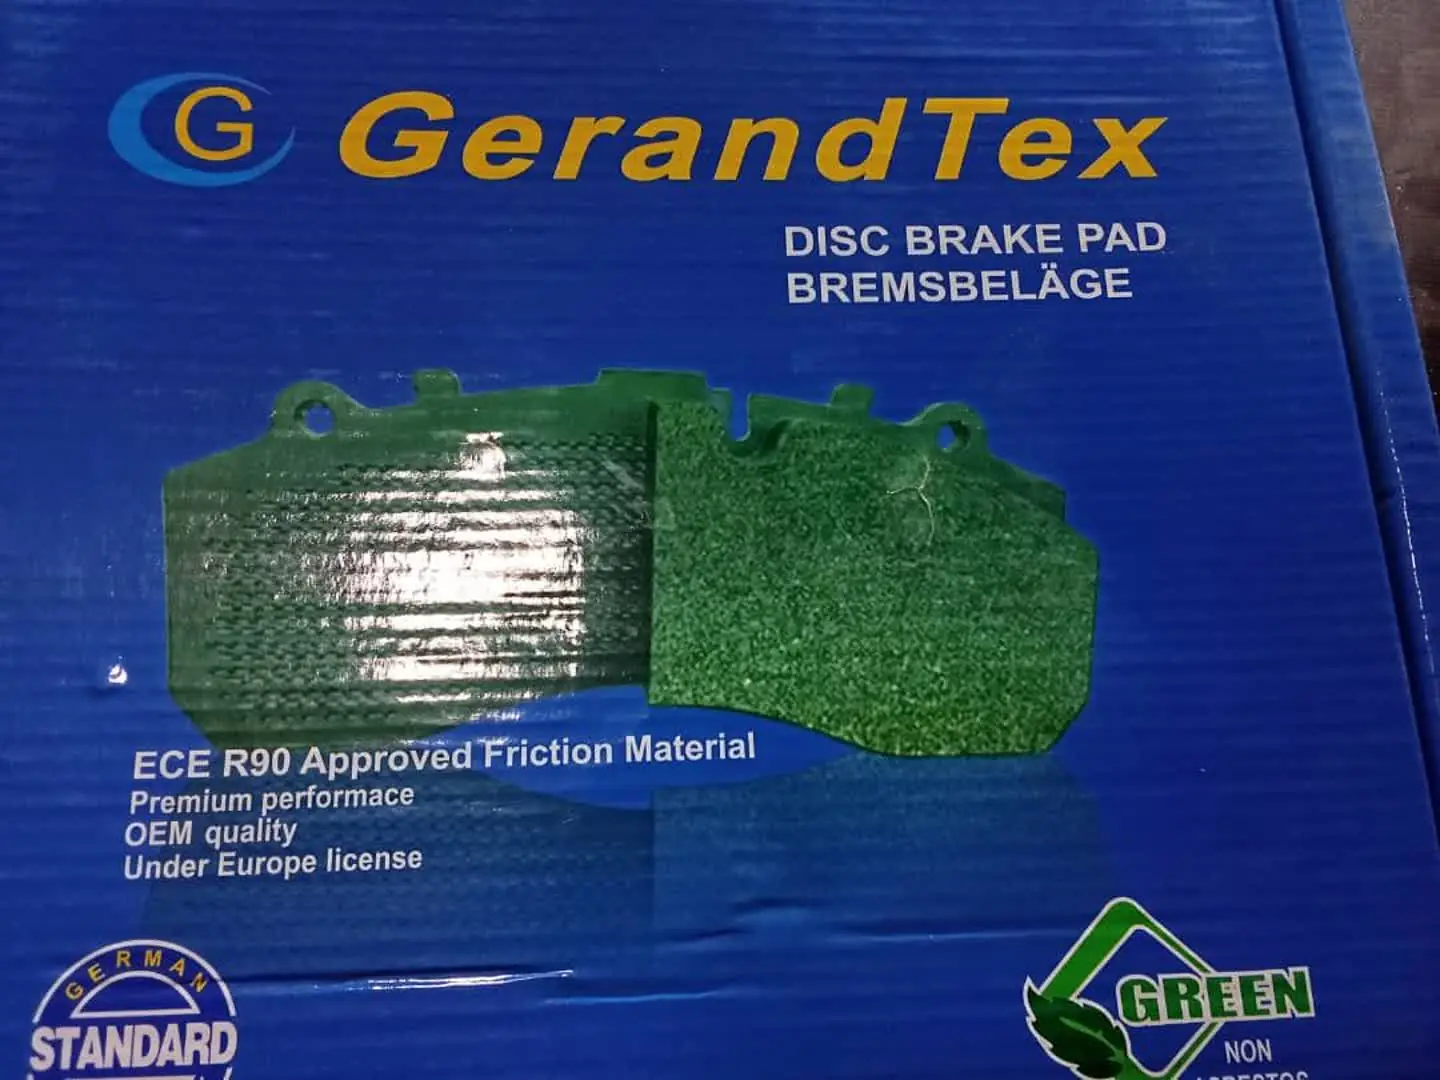 G GerandTex
DISC BRAKE PAD
BREMSBELÄGE
ECE R90 Approved Friction Material
Premium performace
OEM quality
Under Europe license
GERMAN
STANDARD
GREEN
NON
ASBESTOS